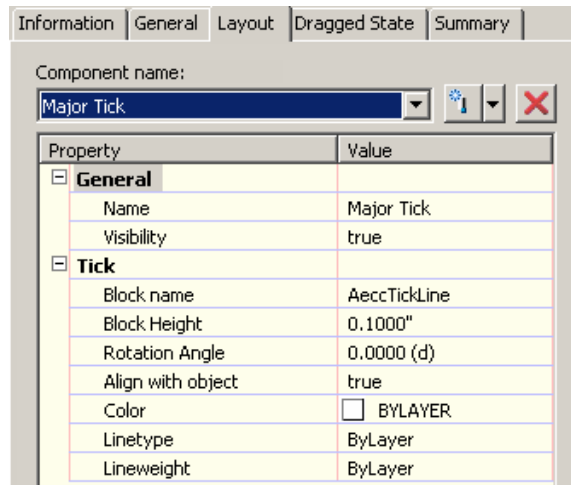 Information General Layout Dragged State Summary
Component name:
Major Tick
Property Value
General
Name Major Tick
Visibility true
Tick
Block name AeccTickLine
Block Height 0.1000"
Rotation Angle 0.0000 (d)
Align with object true
Color BYLAYER
Linetype ByLayer
Lineweight ByLayer